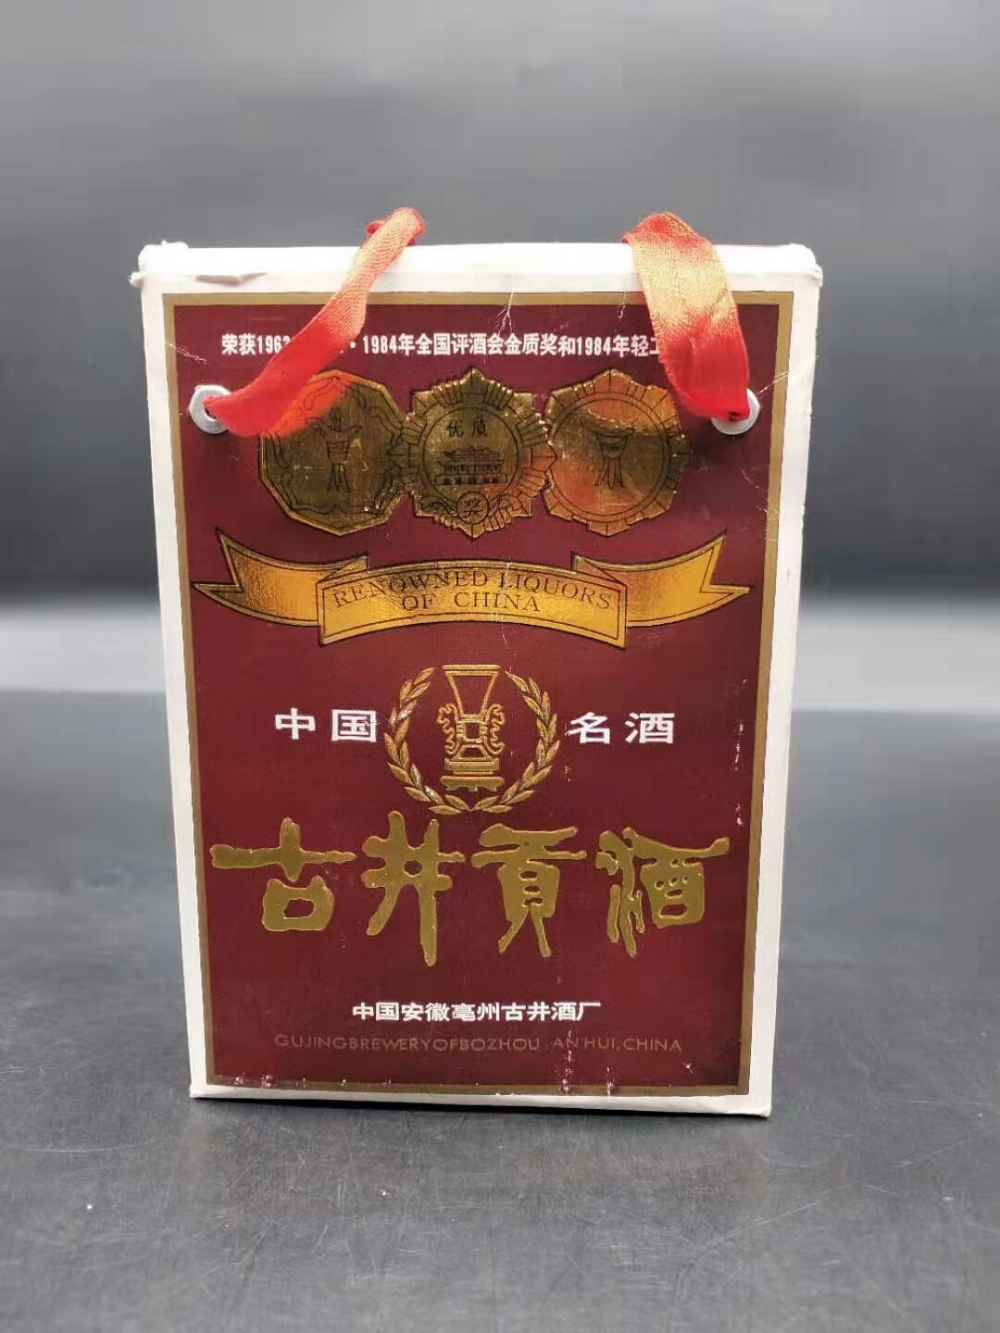 荣获196 · 1984年全国评酒会金质奖和1984年轻工
优质
奖
RENOWNED LIQUORS
OF CHINA
中国 名酒
古井贡酒
中国安徽亳州古井酒厂
GUJINGBREWERYOFBOZHOU AN HUI, CHINA